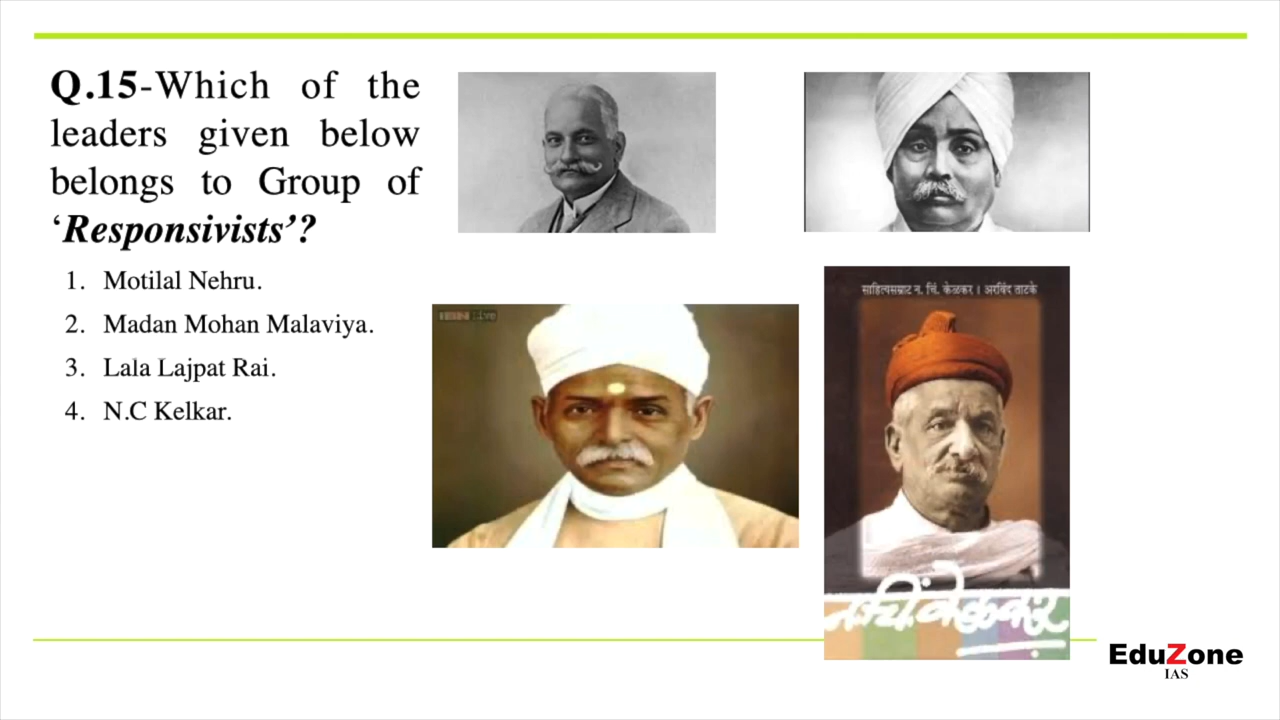 Q.15-Which of the
leaders given below
belongs to Group of
‘Responsivists’?
1. Motilal Nehru.
2. Madan Mohan Malaviya.
3. Lala Lajpat Rai.
4. N.C Kelkar.
साहित्यसम्राट न. चिं. केळकर । अरविंद ताटके
न. चिं. केळकर
EduZone
IAS